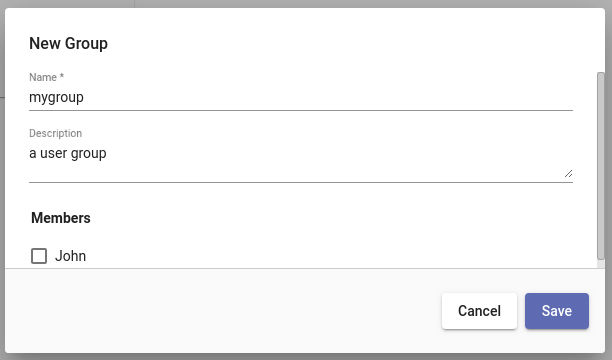 New Group
Name *
mygroup
Description
a user group
Members
John
Cancel
Save